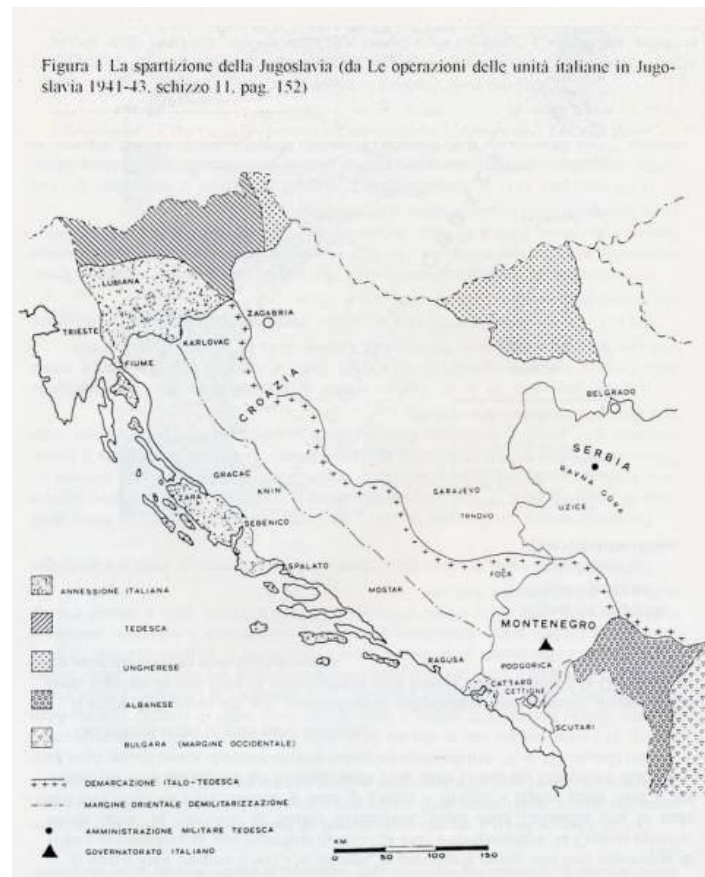 Figura 1 La spartizione della Jugoslavia (da Le operazioni delle unità italiane in Jugo-
slavia 1941-43, schizzo 11, pag. 152)
LUBIANA
TRIESTE
FIUME
KARLOVAC
ZAGABRIA
CROAZIA
BELGRADO
SERBIA
RAVNA GORA
UZICE
GRACAC
KNIN
SARAJEVO
TRNOVO
ZARA
SEBENICO
SPALATO
FOČA
MOSTAR
MONTENEGRO
RAGUSA
PODGORICA
CATTARO
CETTIGNE
SCUTARI
ANNESSIONE ITALIANA
TEDESCA
UNGHERESE
ALBANESE
BULGARA (MARGINE OCCIDENTALE)
DEMARCAZIONE ITALO-TEDESCA
MARGINE ORIENTALE DEMILITARIZZAZIONE
AMMINISTRAZIONE MILITARE TEDESCA
GOVERNATORATO ITALIANO
KM
0 50 100 150